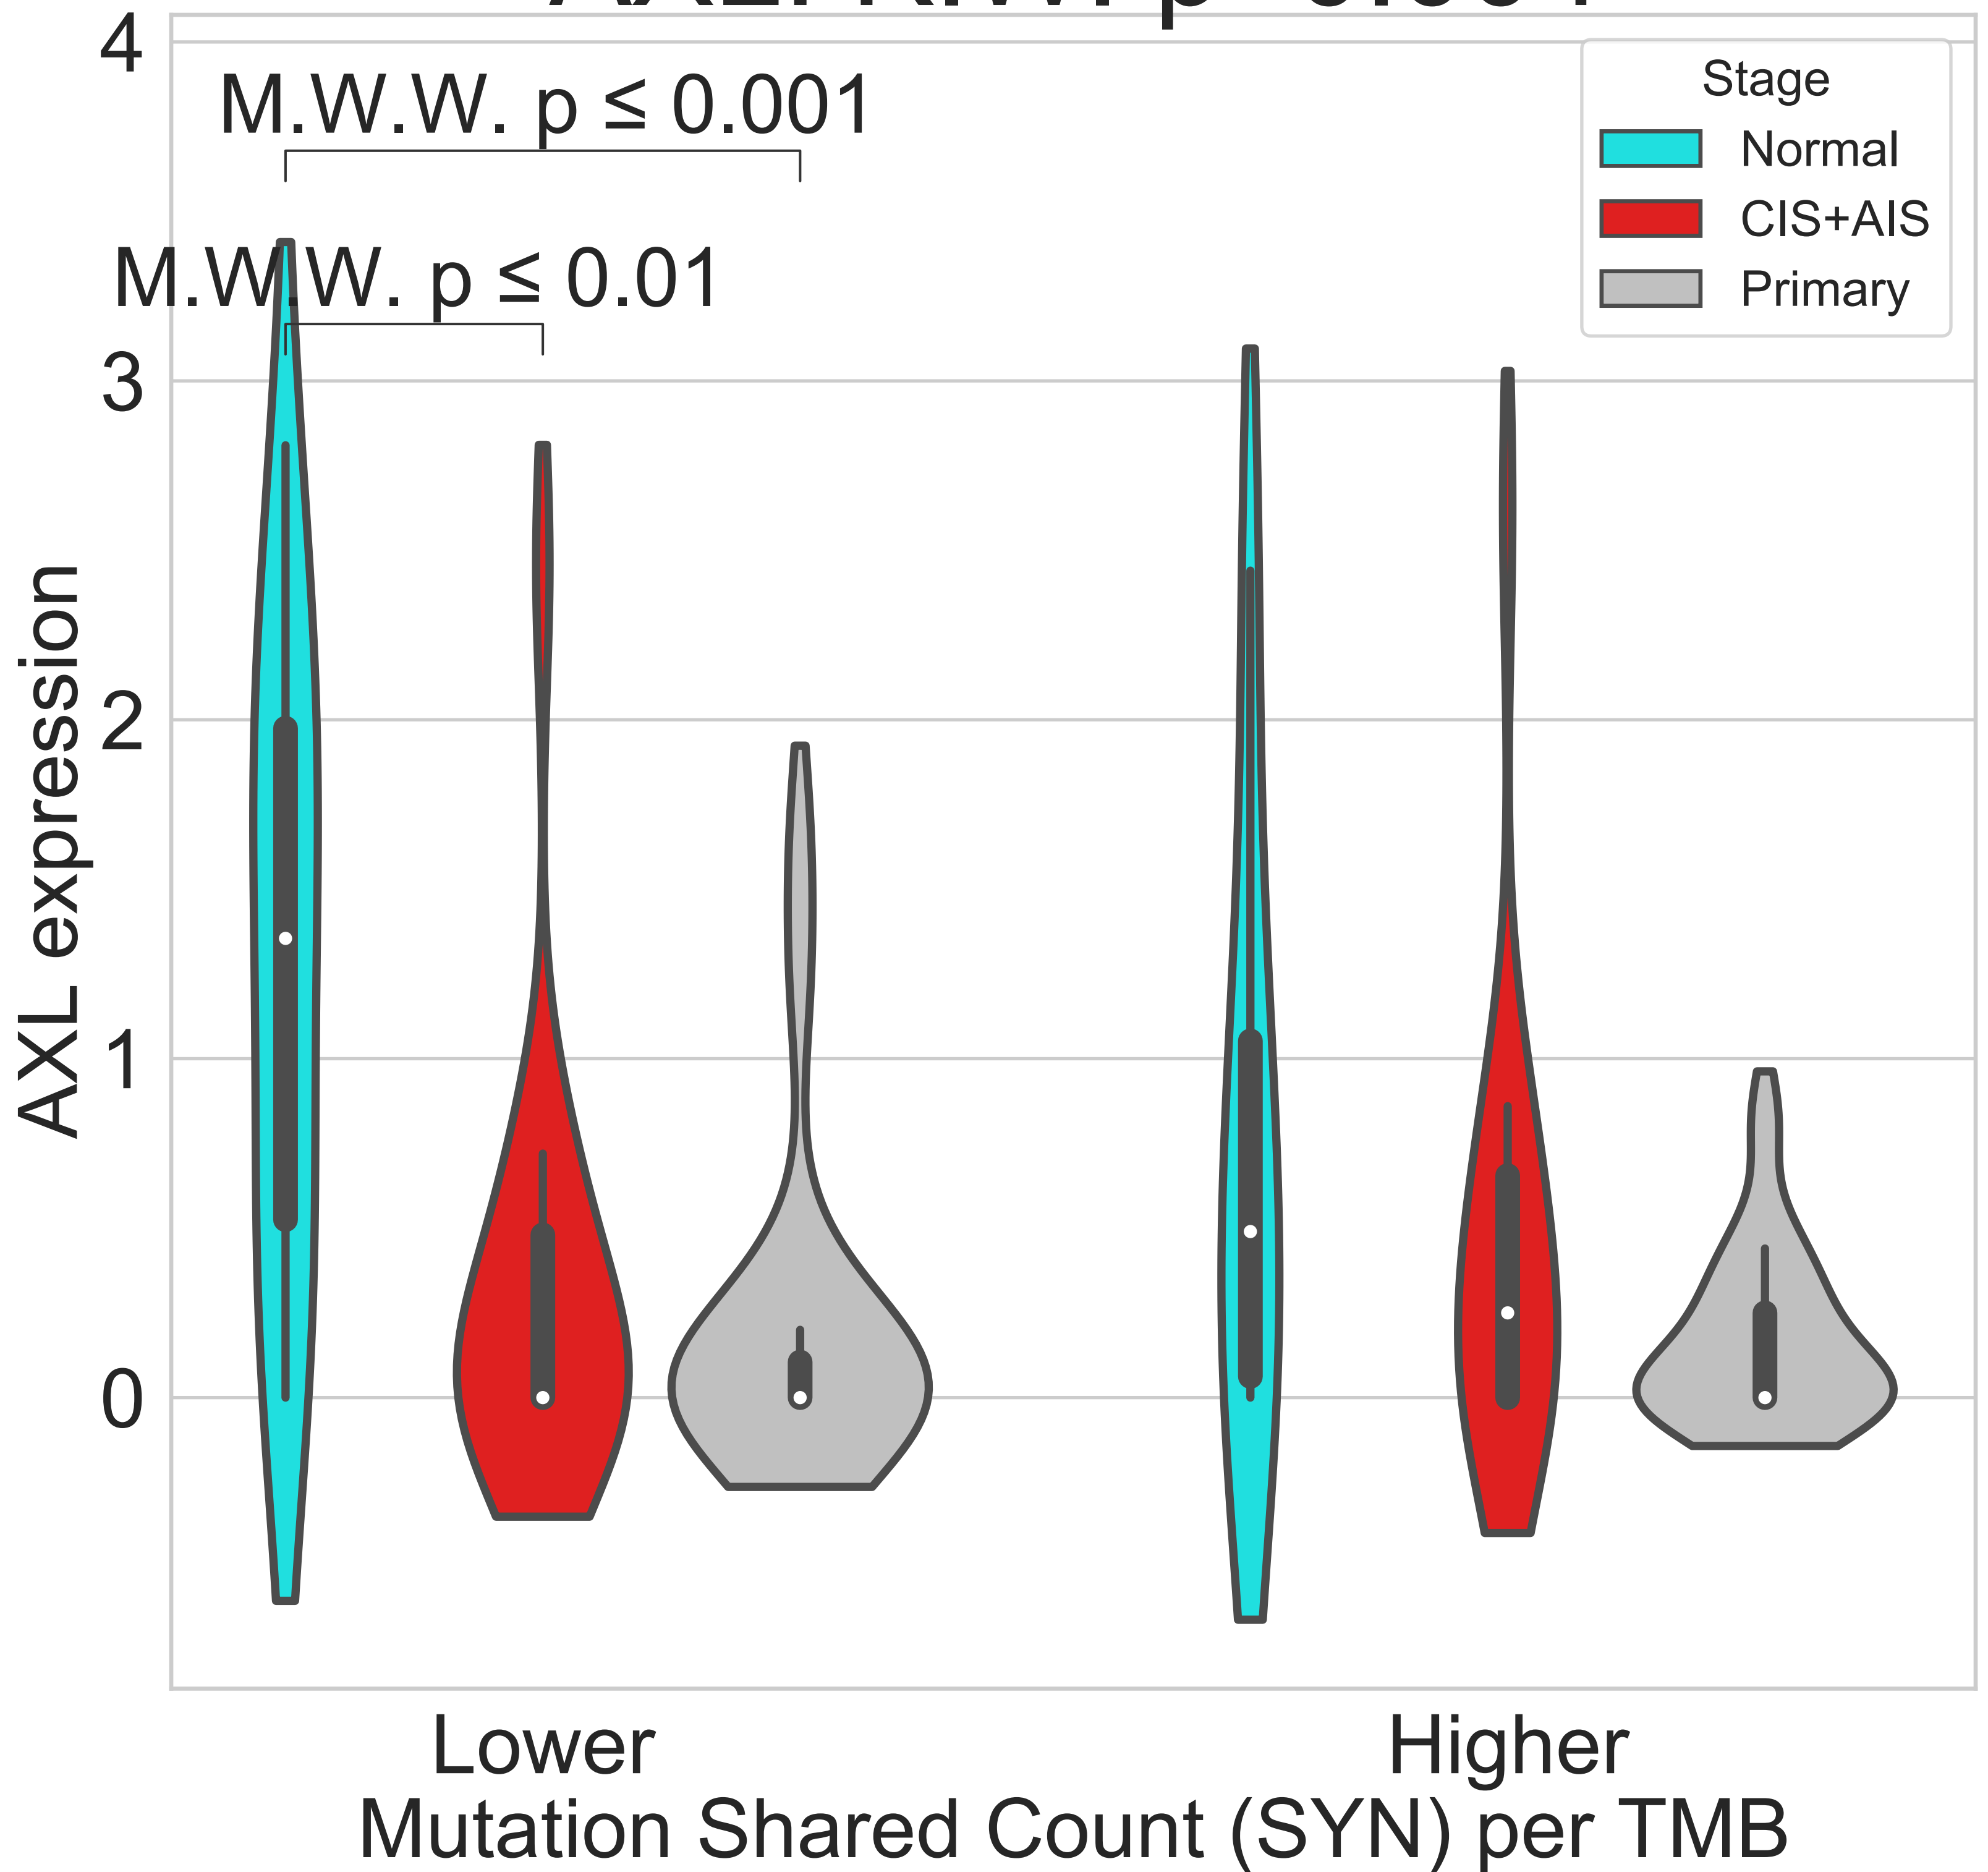 4
M.W.W. p ≤ 0.001
M.W.W. p ≤ 0.01
3
2
1
0
AXL expression
Stage
Normal
CIS+AIS
Primary
Lower
Higher
Mutation Shared Count (SYN) per TMB